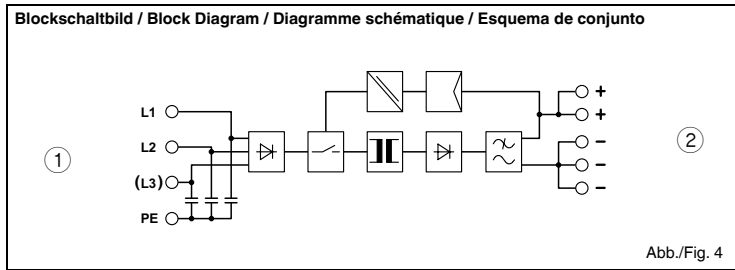 Blockschaltbild / Block Diagram / Diagramme schématique / Esquema de conjunto
L1
L2
(L3)
PE
1
+
+
−
−
−
2
Abb./Fig. 4